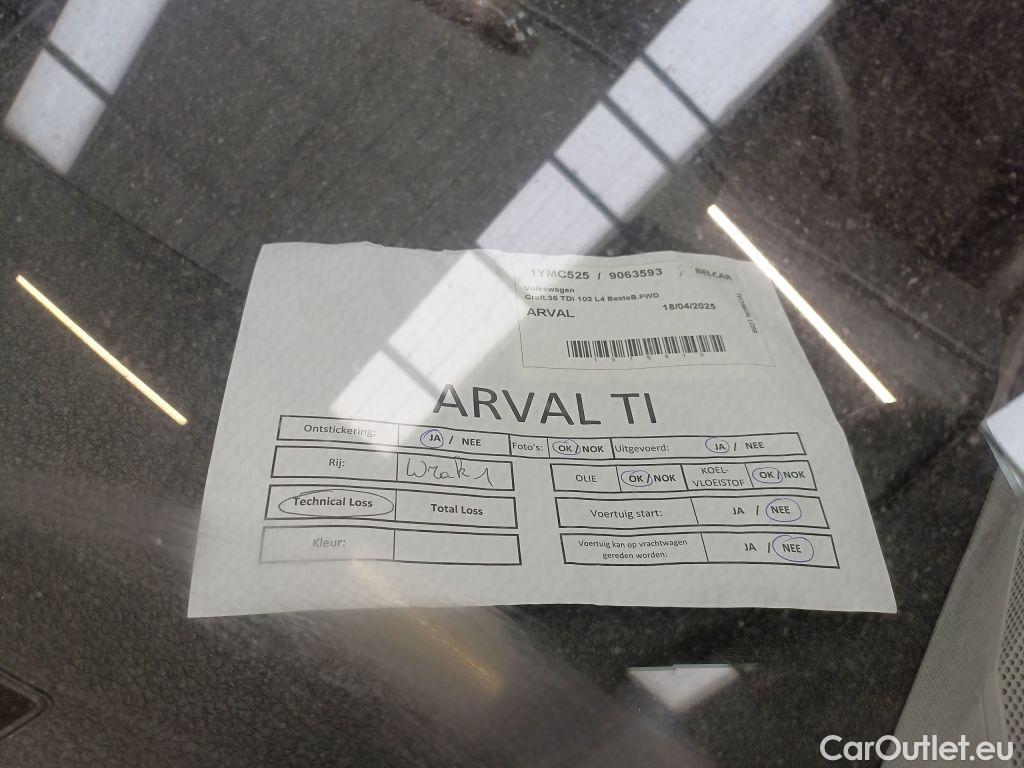 1YMC525 / 9063593
BELCAR
Volkswagen
Craft.35 TDI 102 L4 BesteB.FWD
ARVAL
18/04/2025
ARVAL TI
Ontstickering: JA / NEE Foto's: OK/NOK Uitgevoerd: JA / NEE
Rij: Wrak 1
OLIE OK/NOK KOEL-VLOEISTOF OK/NOK
Technical Loss Total Loss
Voertuig start: JA / NEE
Kleur:
Voertuig kan op vrachtwagen
gereden worden: JA / NEE
CarOutlet.eu